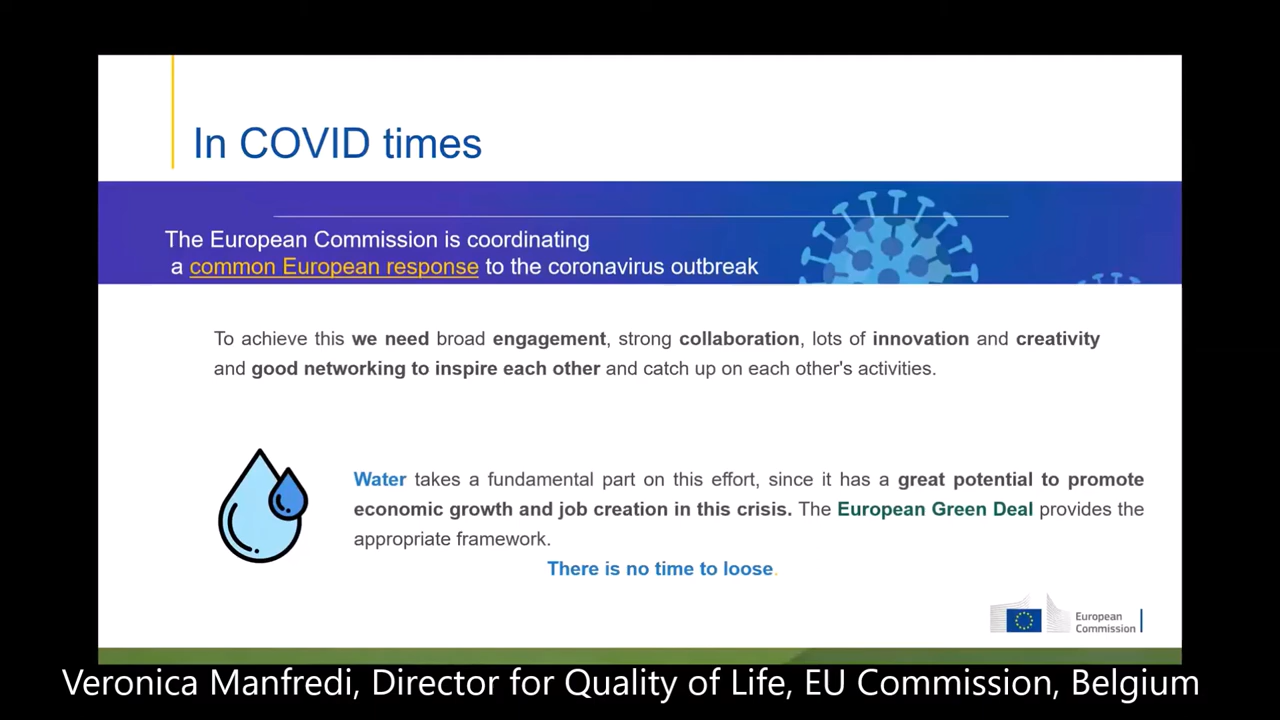 In COVID times
The European Commission is coordinating
a common European response to the coronavirus outbreak
To achieve this we need broad engagement, strong collaboration, lots of innovation and creativity
and good networking to inspire each other and catch up on each other's activities.
Water takes a fundamental part on this effort, since it has a great potential to promote
economic growth and job creation in this crisis. The European Green Deal provides the
appropriate framework.
There is no time to loose.
European
Commission
Veronica Manfredi, Director for Quality of Life, EU Commission, Belgium